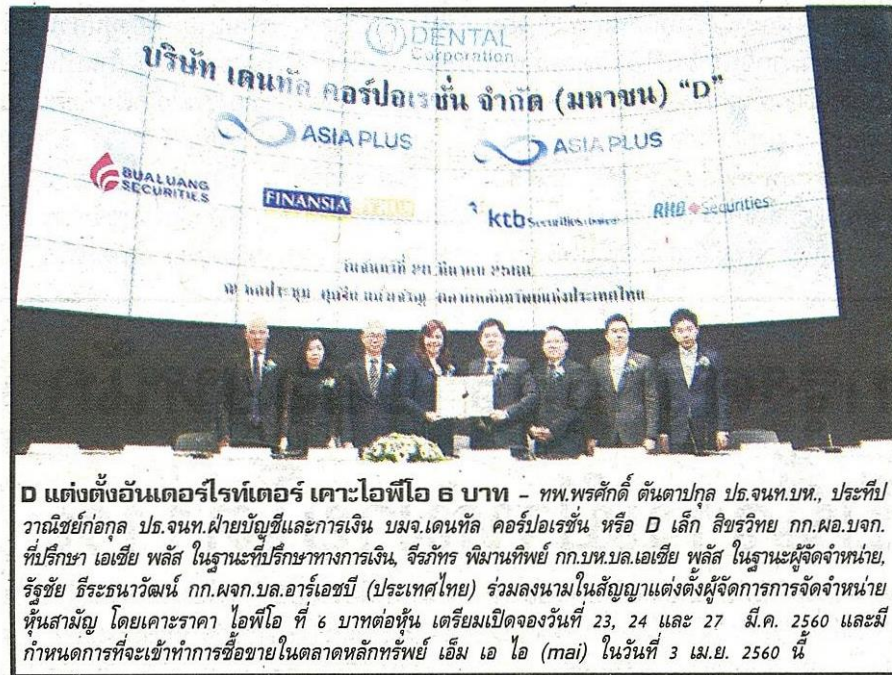 DENTAL
Corporation
บริษัท เดนทัล คอร์ปอเรชั่น จำกัด (มหาชน) “D”
ASIA PLUS ASIA PLUS
BUALUANG
SECURITIES
FINANSIA
ktb Securities
RHB Securities
D แต่งตั้งอันเดอร์ไรท์เตอร์ เคาะไอพีโอ 6 บาท – ทพ.พรศักดิ์ ตันตาปกุล ปธ.จนท.บห., ประทีป
วาณิชย์ก่อกุล ปธ.จนท.ฝ่ายบัญชีและการเงิน บมจ.เดนทัล คอร์ปอเรชั่น หรือ D เล็ก สิขรวิทย กก.ผอ.บจก.
ที่ปรึกษา เอเซีย พลัส ในฐานะที่ปรึกษาทางการเงิน, จีรภัทร พิมานทิพย์ กก.บห.บล.เอเซีย พลัส ในฐานะผู้จัดจำหน่าย,
รัฐชัย ธีระธนาวัฒน์ กก.ผจก.บล.อาร์เอชบี (ประเทศไทย) ร่วมลงนามในสัญญาแต่งตั้งผู้จัดการการจัดจำหน่าย
หุ้นสามัญ โดยเคาะราคา ไอพีโอ ที่ 6 บาทต่อหุ้น เตรียมเปิดจองวันที่ 23, 24 และ 27 มี.ค. 2560 และมี
กำหนดการที่จะเข้าทำการซื้อขายในตลาดหลักทรัพย์ เอ็ม เอ ไอ (mai) ในวันที่ 3 เม.ย. 2560 นี้